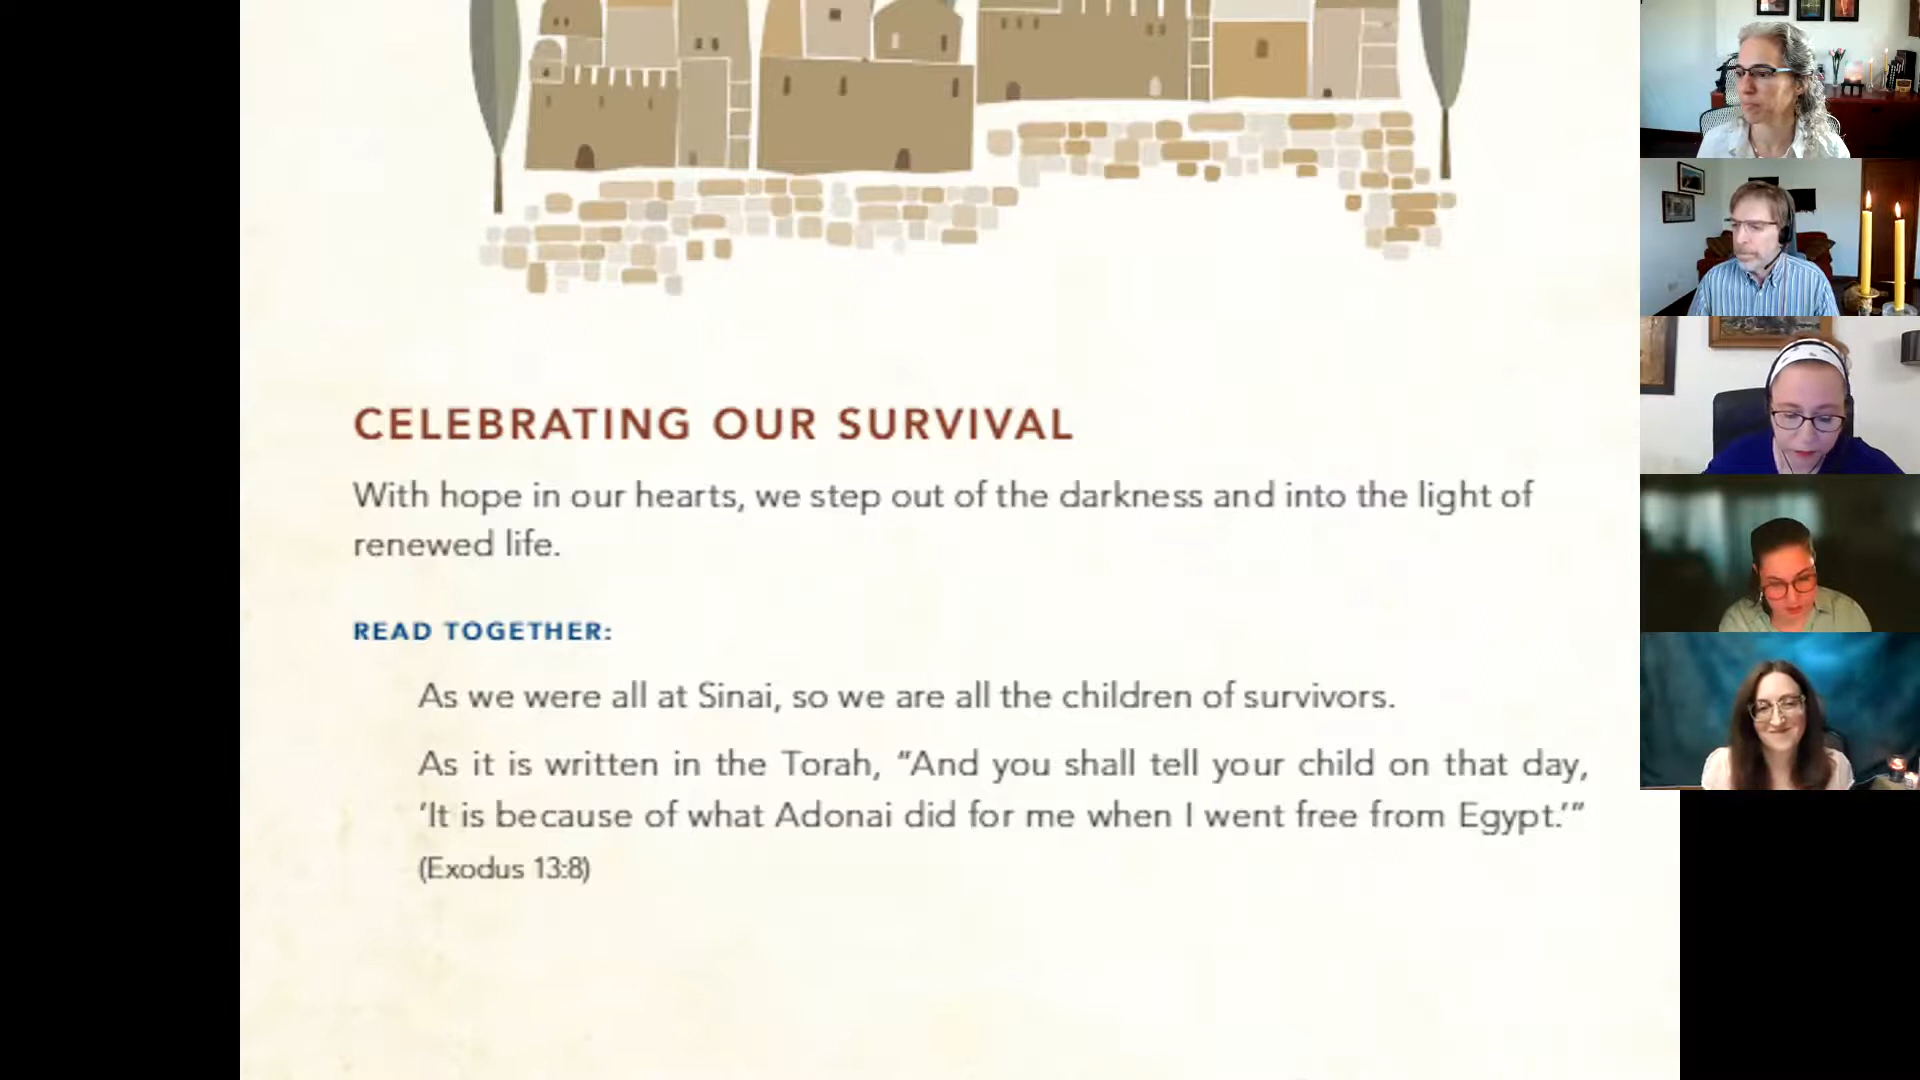 CELEBRATING OUR SURVIVAL
With hope in our hearts, we step out of the darkness and into the light of
renewed life.
READ TOGETHER:
As we were all at Sinai, so we are all the children of survivors.
As it is written in the Torah, “And you shall tell your child on that day,
‘It is because of what Adonai did for me when I went free from Egypt.’”
(Exodus 13:8)